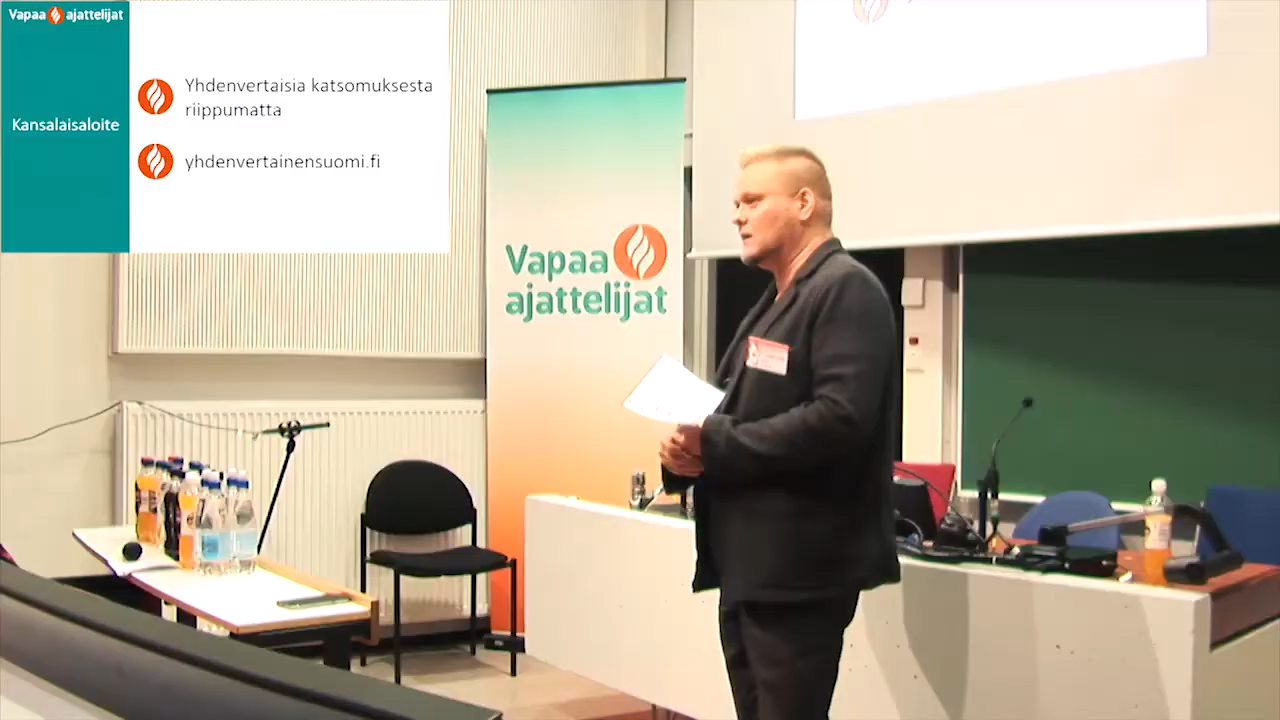 Vapaa ajattelijat
Kansalaisaloite
Yhdenvertaisia katsomuksesta
riippumatta
yhdenvertainensuomi.fi
Vapaa
ajattelijat